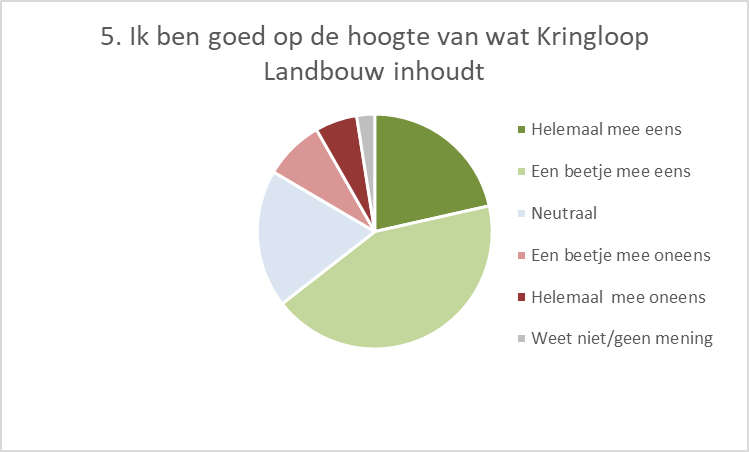 5. Ik ben goed op de hoogte van wat Kringloop
Landbouw inhoudt
Helemaal mee eens
Een beetje mee eens
Neutraal
Een beetje mee oneens
Helemaal  mee oneens
Weet niet/geen mening